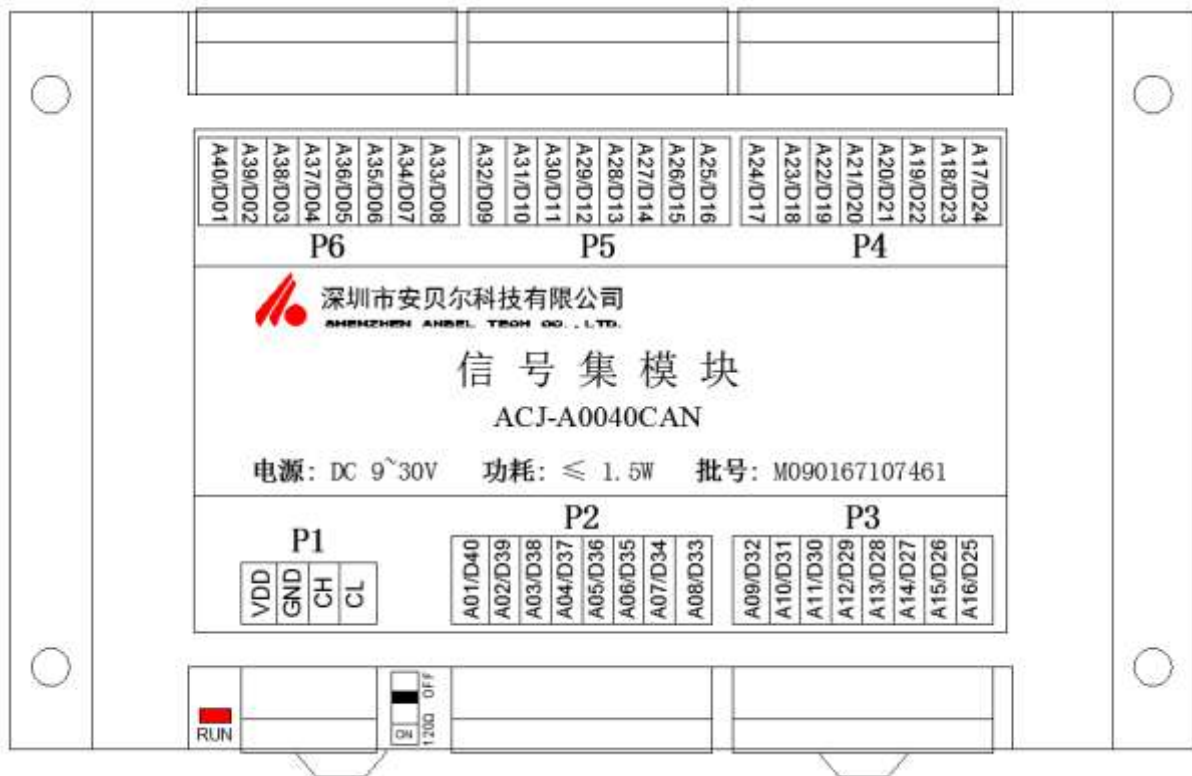 A40/D01 A39/D02 A38/D03 A37/D04 A36/D05 A35/D06 A34/D07 A33/D08 A32/D09 A31/D10 A30/D11 A29/D12 A28/D13 A27/D14 A26/D15 A25/D16 A24/D17 A23/D18 A22/D19 A21/D20 A20/D21 A19/D22 A18/D23 A17/D24
P6 P5 P4
深圳市安贝尔科技有限公司
SHENZHEN ANBEL TECH CO.,LTD.
信号集模块
ACJ-A0040CAN
电源: DC 9~30V 功耗: ≤ 1.5W 批号: M090167107461
P1 P2 P3
VDD GND CH CL A01/D40 A02/D39 A03/D38 A04/D37 A05/D36 A06/D35 A07/D34 A08/D33 A09/D32 A10/D31 A11/D30 A12/D29 A13/D28 A14/D27 A15/D26 A16/D25
RUN ON 120Ω OFF